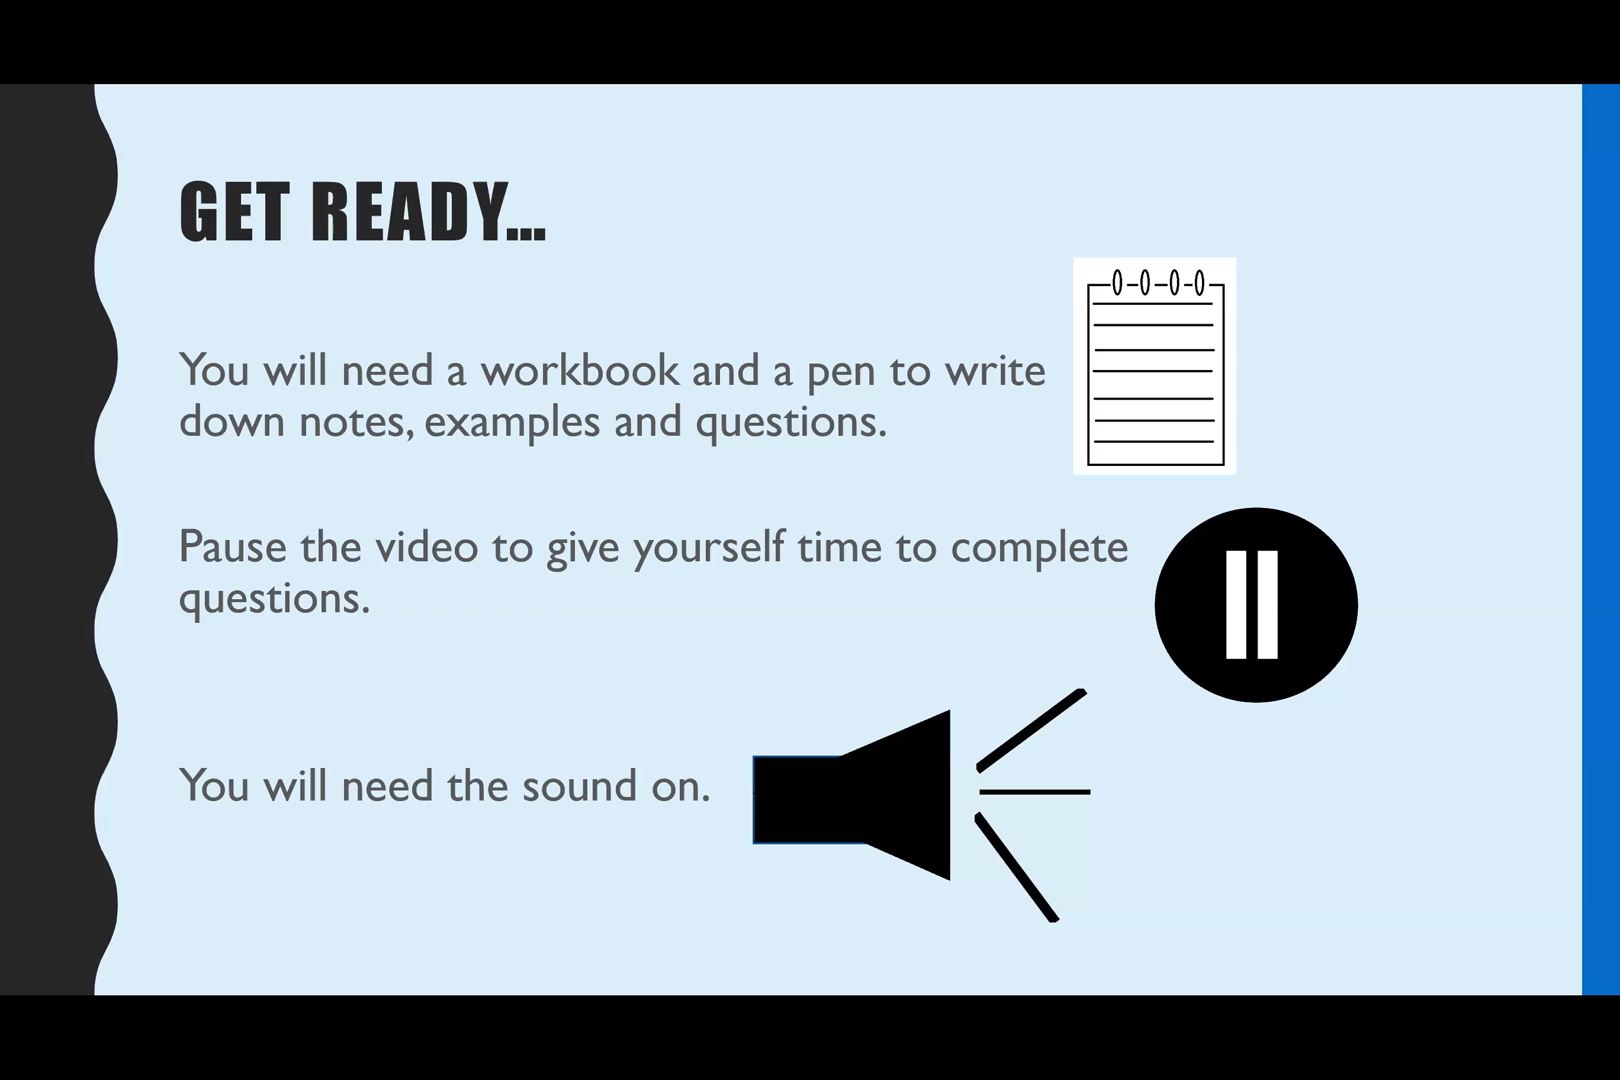 GET READY...
You will need a workbook and a pen to write
down notes, examples and questions.
Pause the video to give yourself time to complete
questions.
You will need the sound on.